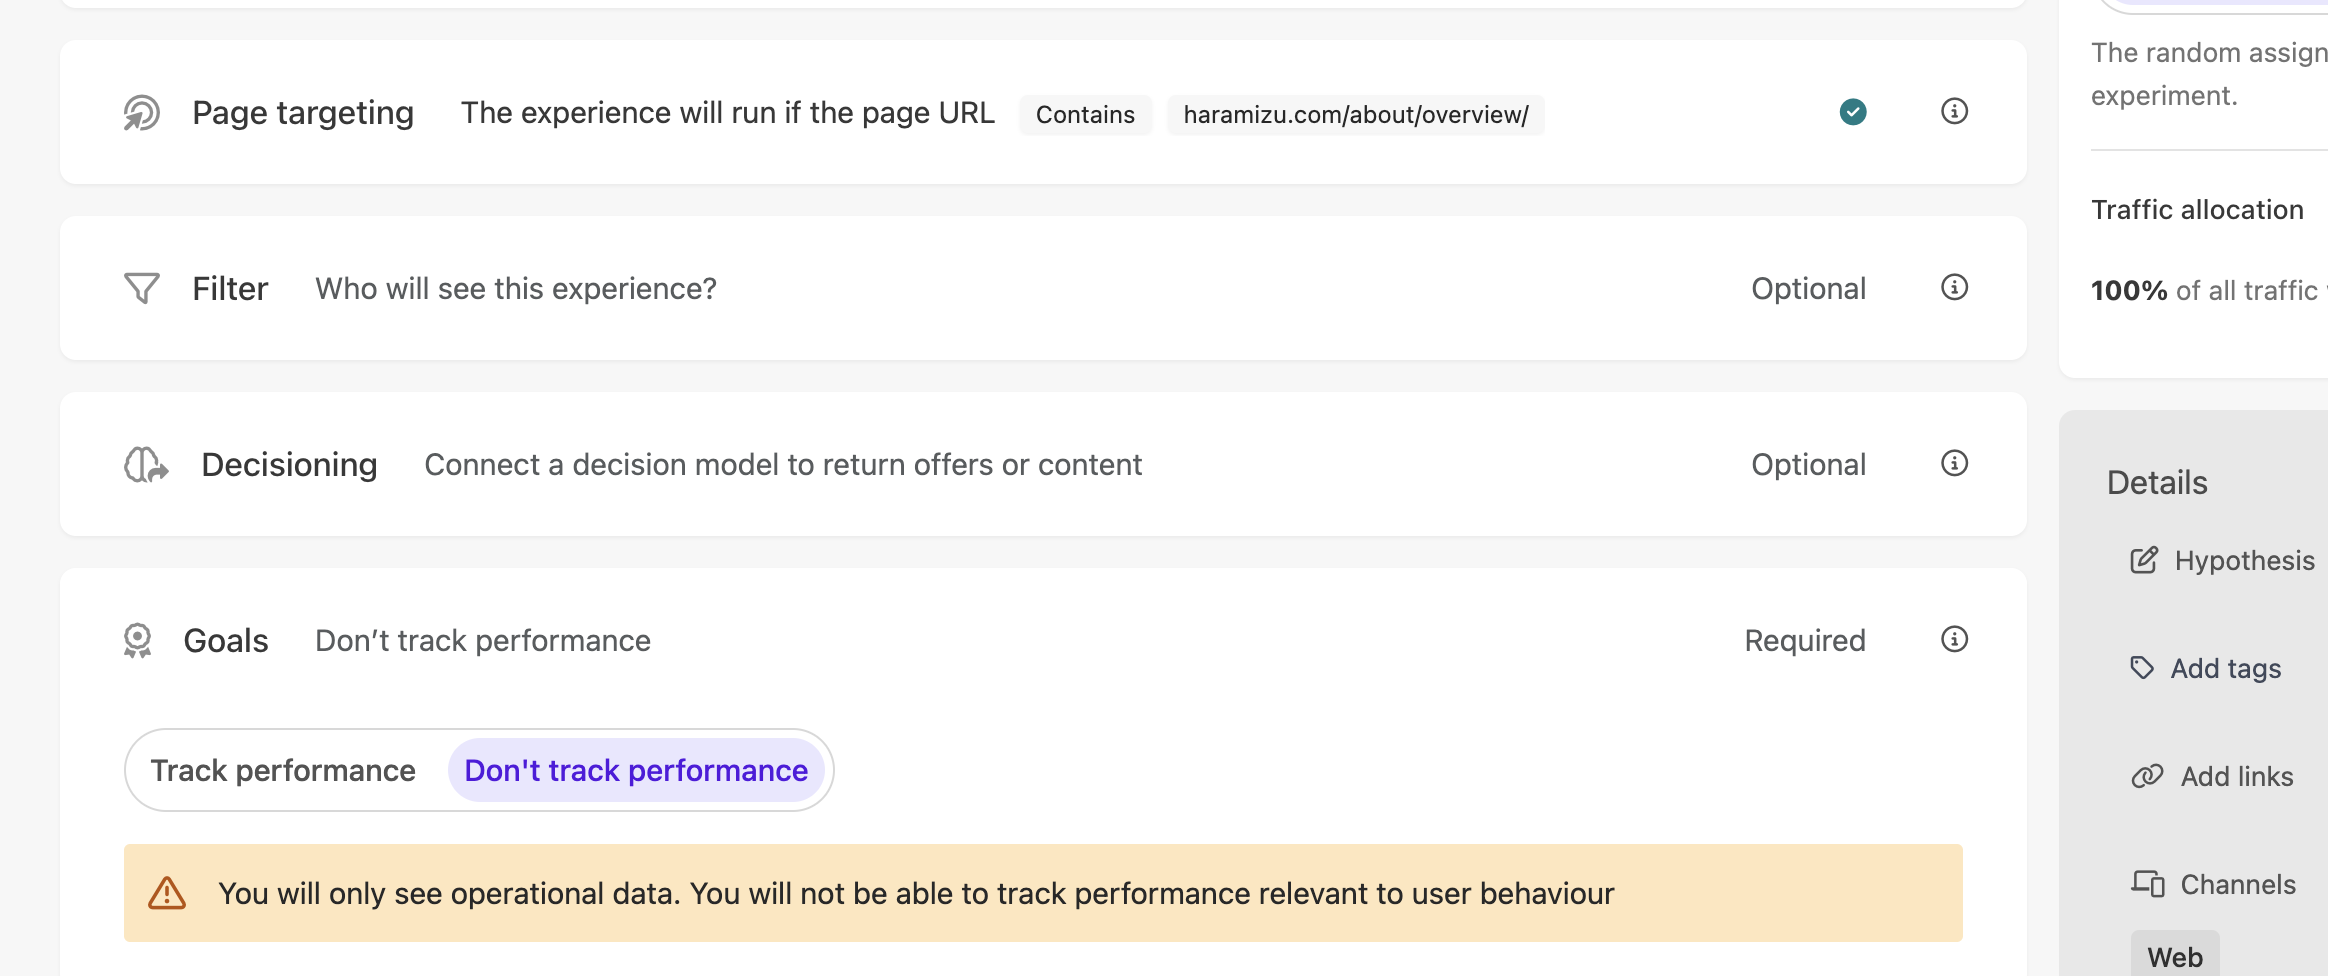 Page targeting The experience will run if the page URL Contains haramizu.com/about/overview/
Filter Who will see this experience? Optional
Decisioning Connect a decision model to return offers or content Optional
Goals Don’t track performance Required
Track performance Don't track performance
You will only see operational data. You will not be able to track performance relevant to user behaviour
The random assign
experiment.
Traffic allocation
100% of all traffic
Details
Hypothesis
Add tags
Add links
Channels
Web